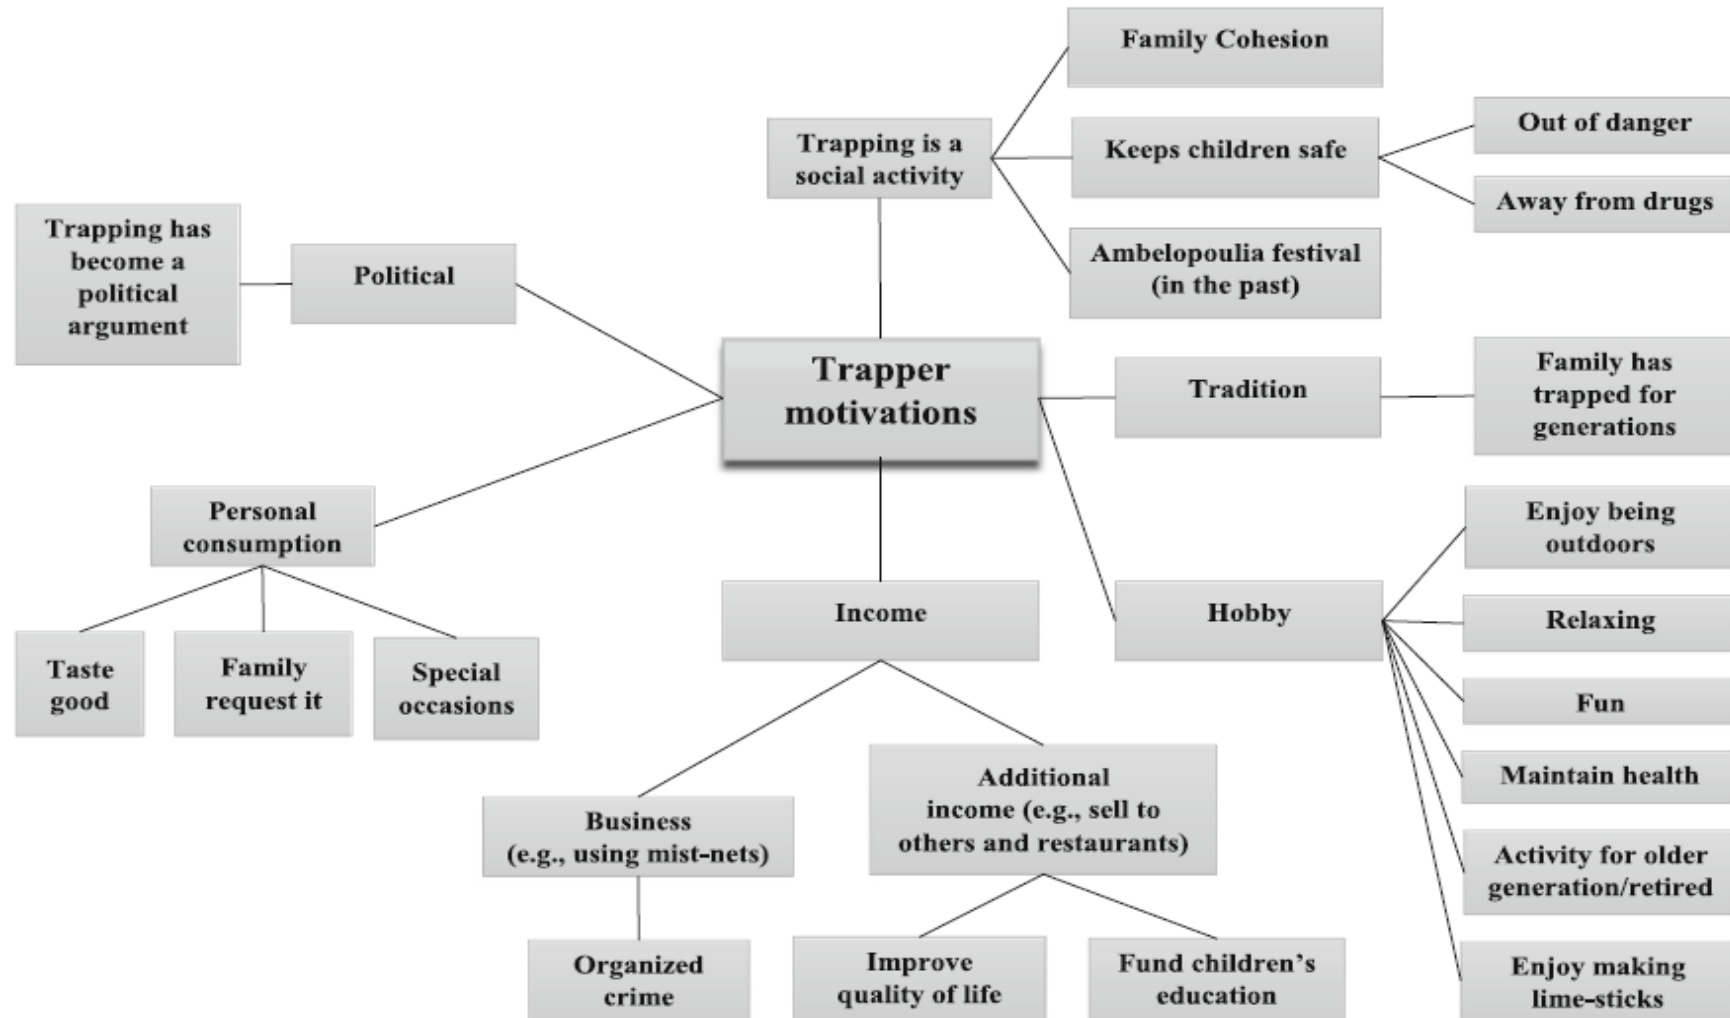 Family Cohesion
Trapping is a
social activity
Keeps children safe
Out of danger
Away from drugs
Ambelopoulia festival
(in the past)
Trapping has
become a
political
argument
Political
Trapper
motivations
Tradition
Family has
trapped for
generations
Personal
consumption
Taste
good
Family
request it
Special
occasions
Income
Hobby
Enjoy being
outdoors
Relaxing
Fun
Maintain health
Activity for older
generation/retired
Enjoy making
lime-sticks
Business
(e.g., using mist-nets)
Additional
income (e.g., sell to
others and restaurants)
Organized
crime
Improve
quality of life
Fund children’s
education